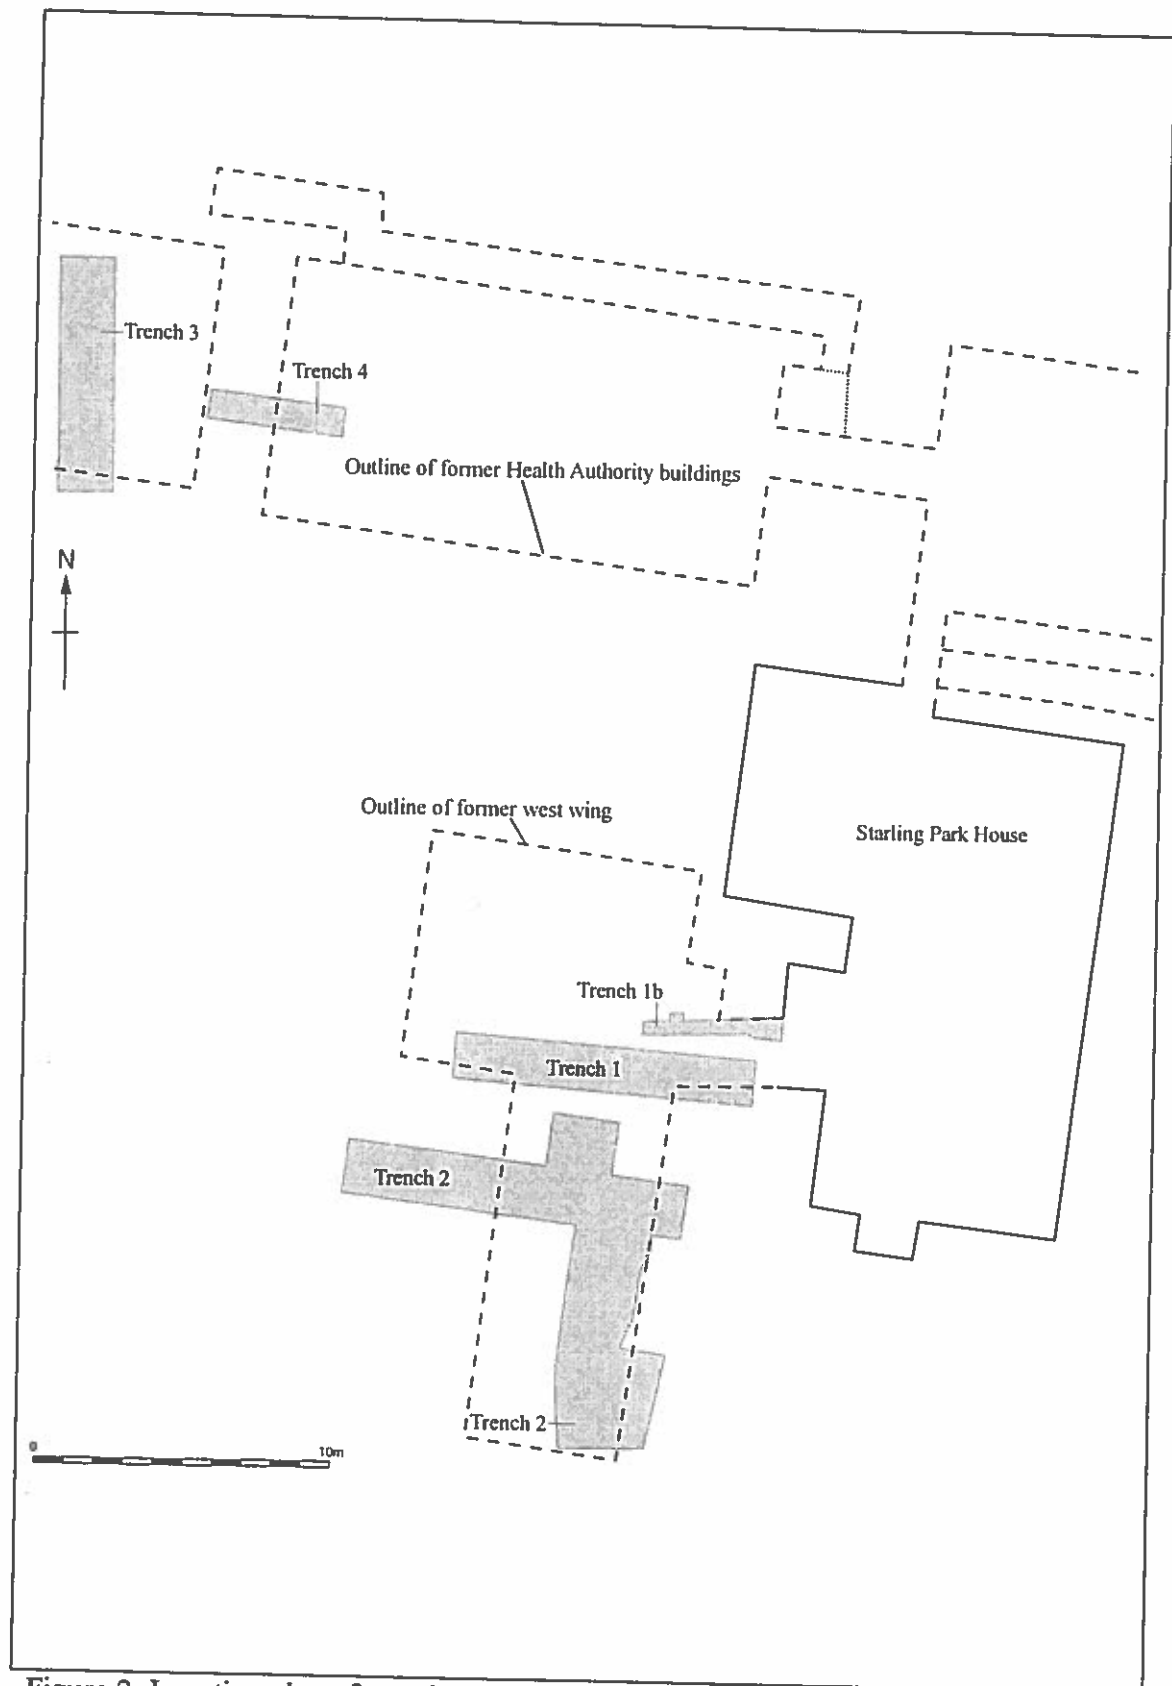 Trench 3
Trench 4
Outline of former Health Authority buildings
N
Outline of former west wing
Starling Park House
Trench 1b
Trench 1
Trench 2
Trench 2
0
10m